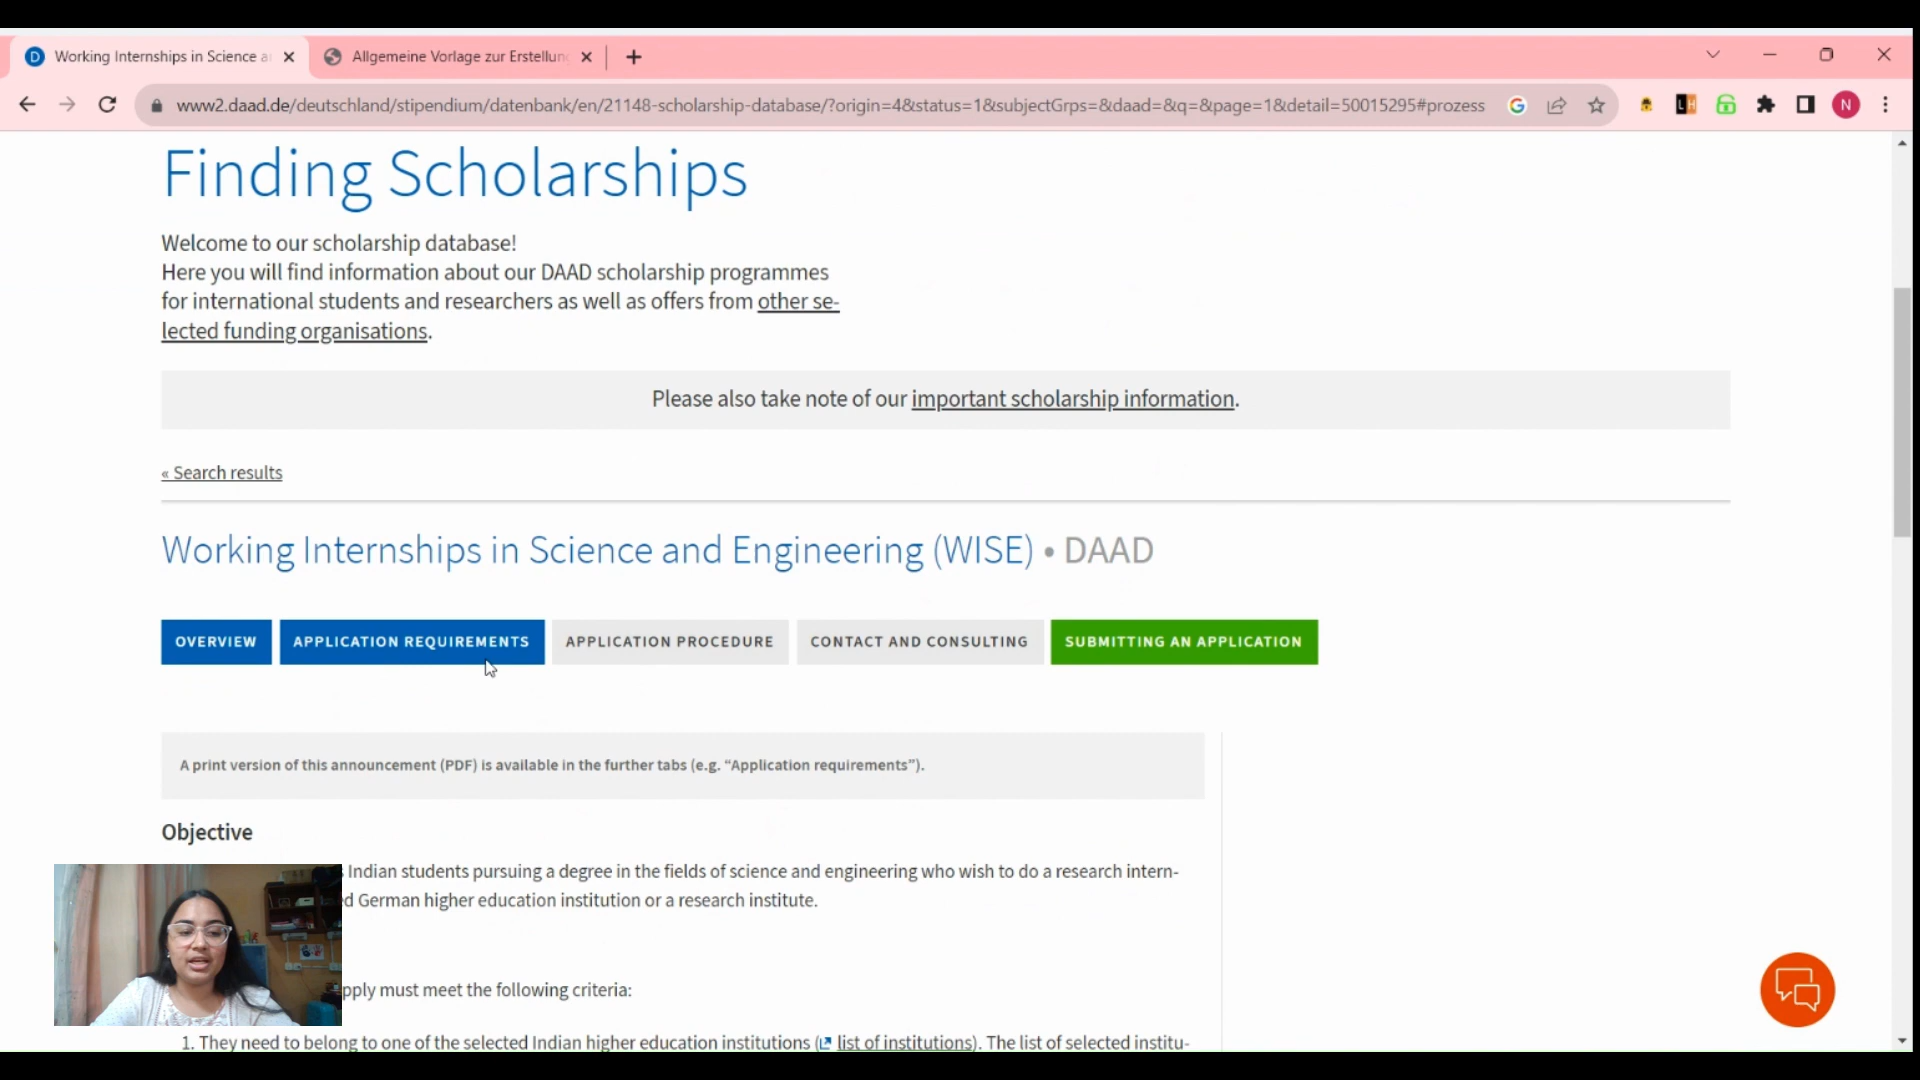 Working Internships in Science a
Allgemeine Vorlage zur Erstellun
www2.daad.de/deutschland/stipendium/datenbank/en/21148-scholarship-database/?origin=4&status=1&subjectGrps=&daad=&q=&page=1&detail=50015295#prozess
N
Finding Scholarships
Welcome to our scholarship database!
Here you will find information about our DAAD scholarship programmes
for international students and researchers as well as offers from other se-
lected funding organisations.
Please also take note of our important scholarship information.
« Search results
Working Internships in Science and Engineering (WISE) • DAAD
OVERVIEW
APPLICATION REQUIREMENTS
APPLICATION PROCEDURE
CONTACT AND CONSULTING
SUBMITTING AN APPLICATION
A print version of this announcement (PDF) is available in the further tabs (e.g. “Application requirements”).
Objective
Indian students pursuing a degree in the fields of science and engineering who wish to do a research intern-
d German higher education institution or a research institute.
pply must meet the following criteria:
1. They need to belong to one of the selected Indian higher education institutions (list of institutions). The list of selected institu-